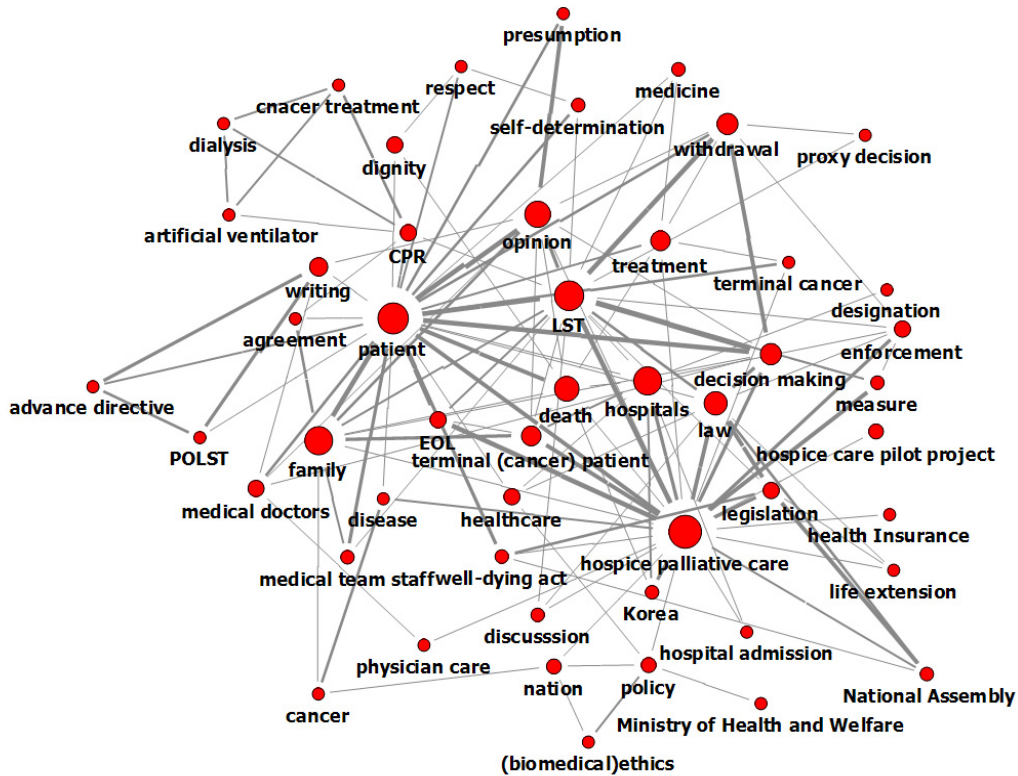 presumption
respect
medicine
cnacer treatment
self-determination
dialysis
withdrawal
proxy decision
dignity
artificial ventilator
opinion
CPR
treatment
terminal cancer
writing
designation
LST
agreement
patient
enforcement
decision making
advance directive
death
hospitals
measure
law
EOL
hospice care pilot project
POLST
terminal (cancer) patient
family
medical doctors
disease
healthcare
legislation
health Insurance
hospice palliative care
medical team staff
well-dying act
life extension
Korea
discusssion
hospital admission
physician care
nation
policy
National Assembly
cancer
Ministry of Health and Welfare
(biomedical)ethics